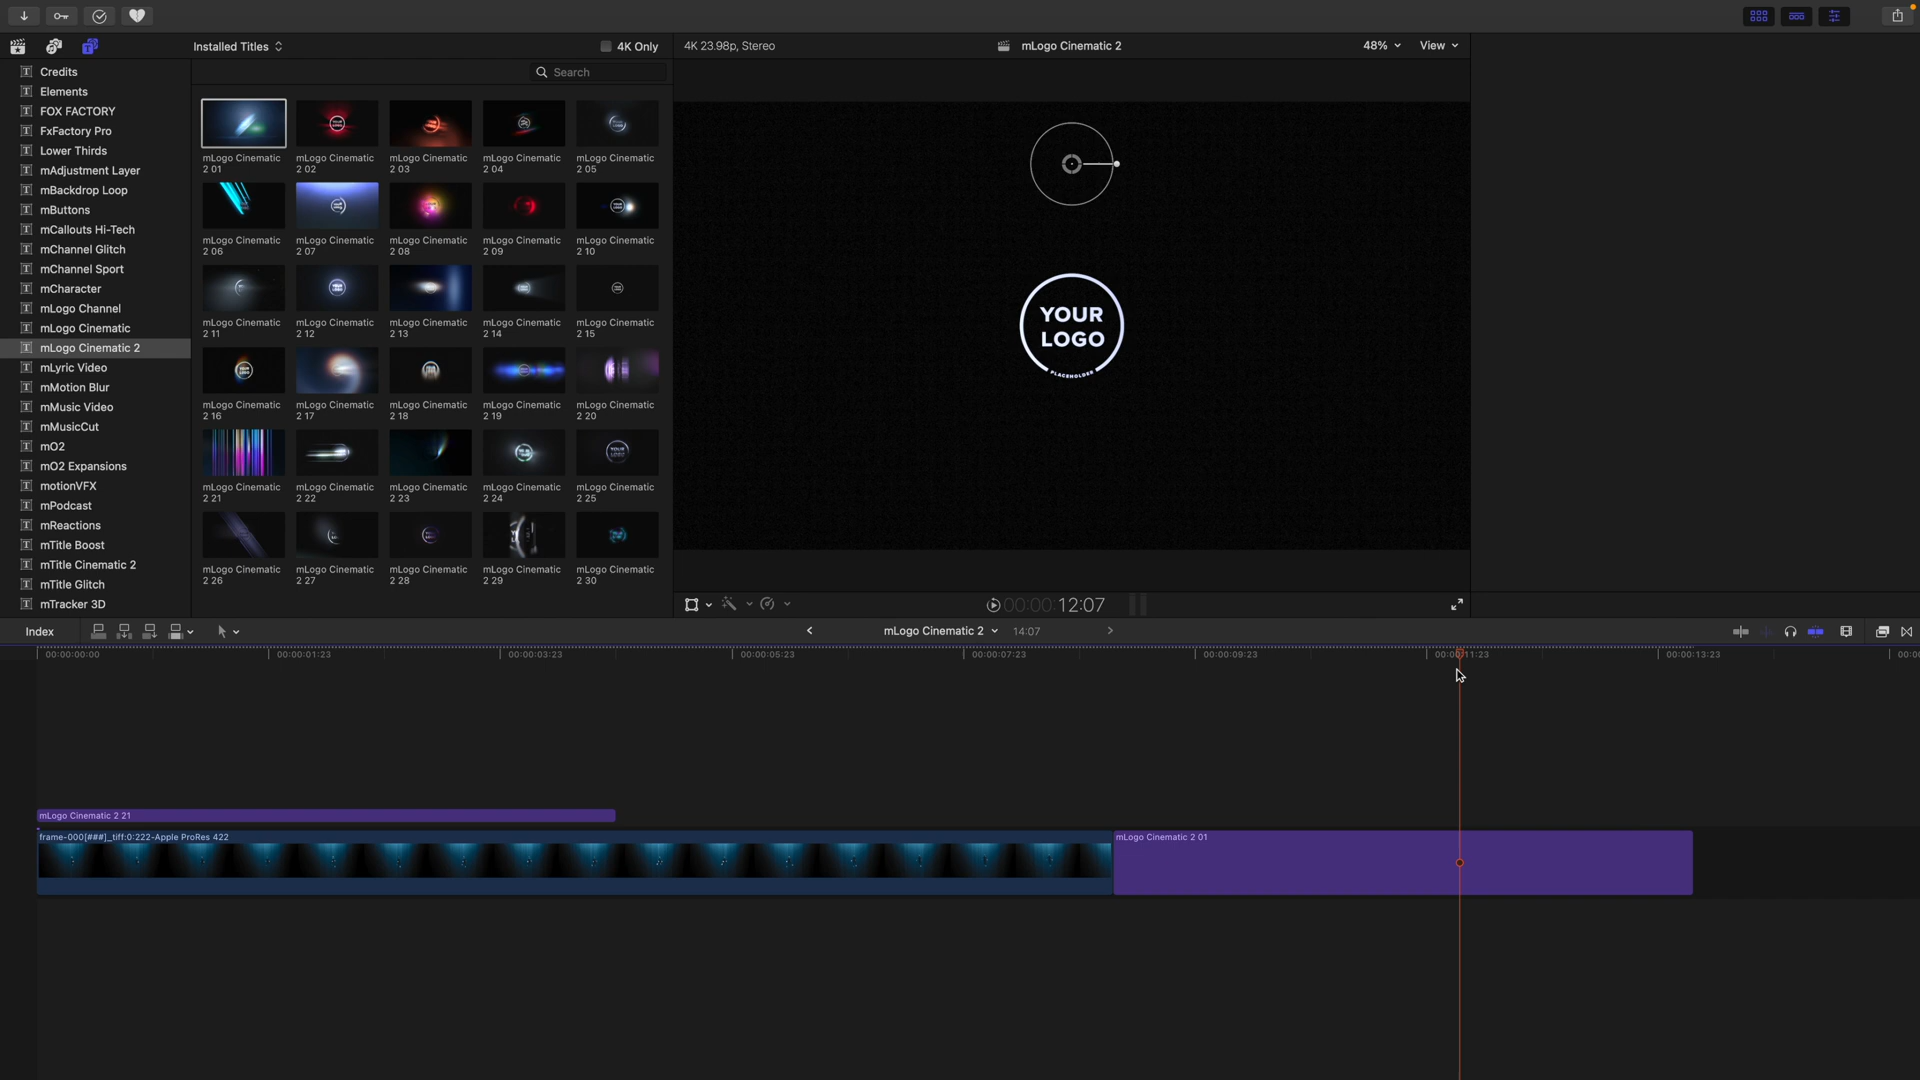 Installed Titles
4K Only
4K 23.98p, Stereo
mLogo Cinematic 2
48%
View
Search
Credits
Elements
FOX FACTORY
FxFactory Pro
Lower Thirds
mAdjustment Layer
mBackdrop Loop
mButtons
mCallouts Hi-Tech
mChannel Glitch
mChannel Sport
mCharacter
mLogo Channel
mLogo Cinematic
mLogo Cinematic 2
mLyric Video
mMotion Blur
mMusic Video
mMusicCut
mO2
mO2 Expansions
motionVFX
mPodcast
mReactions
mTitle Boost
mTitle Cinematic 2
mTitle Glitch
mTracker 3D
mLogo Cinematic 2 01
mLogo Cinematic 2 02
mLogo Cinematic 2 03
mLogo Cinematic 2 04
mLogo Cinematic 2 05
mLogo Cinematic 2 06
mLogo Cinematic 2 07
mLogo Cinematic 2 08
mLogo Cinematic 2 09
mLogo Cinematic 2 10
mLogo Cinematic 2 11
mLogo Cinematic 2 12
mLogo Cinematic 2 13
mLogo Cinematic 2 14
mLogo Cinematic 2 15
mLogo Cinematic 2 16
mLogo Cinematic 2 17
mLogo Cinematic 2 18
mLogo Cinematic 2 19
mLogo Cinematic 2 20
mLogo Cinematic 2 21
mLogo Cinematic 2 22
mLogo Cinematic 2 23
mLogo Cinematic 2 24
mLogo Cinematic 2 25
mLogo Cinematic 2 26
mLogo Cinematic 2 27
mLogo Cinematic 2 28
mLogo Cinematic 2 29
mLogo Cinematic 2 30
YOUR
LOGO
PLACEHOLDER
00:00:12:07
Index
mLogo Cinematic 2
14:07
00:00:00:00
00:00:01:23
00:00:03:23
00:00:05:23
00:00:07:23
00:00:09:23
00:00:11:23
00:00:13:23
mLogo Cinematic 2 21
frame-000[###]_tiff:0:222-Apple ProRes 422
mLogo Cinematic 2 01